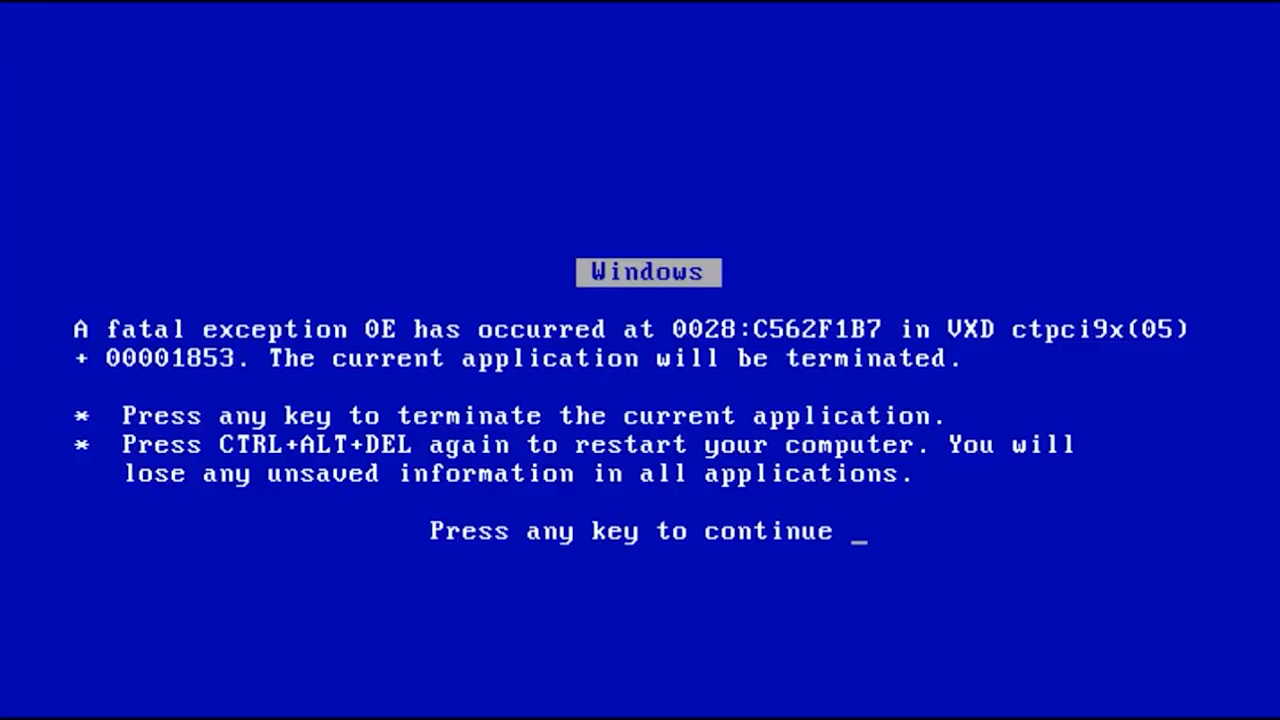 Windows
A fatal exception 0E has occurred at 0028:C562F1B7 in VXD ctpci9x(05)
+ 00001853. The current application will be terminated.
* Press any key to terminate the current application.
* Press CTRL+ALT+DEL again to restart your computer. You will
lose any unsaved information in all applications.
Press any key to continue _